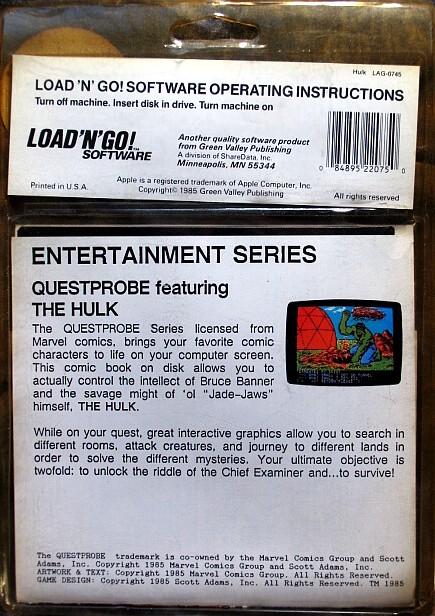 Hulk LAG-0745
LOAD 'N' GO! SOFTWARE OPERATING INSTRUCTIONS
Turn off machine. Insert disk in drive. Turn machine on
LOAD'N'GO!™
SOFTWARE
Another quality software product
from Green Valley Publishing
A division of ShareData, Inc.
Minneapolis, MN 55344
0 84895 22075 0
Apple is a registered trademark of Apple Computer, Inc.
Printed in U.S.A.
Copyright© 1985 Green Valley Publishing
All rights reserved
ENTERTAINMENT SERIES
QUESTPROBE featuring
THE HULK
The QUESTPROBE Series licensed from
Marvel comics, brings your favorite comic
characters to life on your computer screen.
This comic book on disk allows you to
actually control the intellect of Bruce Banner
and the savage might of 'ol "Jade-Jaws"
himself, THE HULK.
While on your quest, great interactive graphics allow you to search in
different rooms, attack creatures, and journey to different lands in
order to solve the different mysteries. Your ultimate objective is
twofold: to unlock the riddle of the Chief Examiner and...to survive!
The QUESTPROBE trademark is co-owned by the Marvel Comics Group and Scott
Adams, Inc. Copyright 1985 Marvel Comics Group and Scott Adams, Inc.
ARTWORK & TEXT: Copyright 1985 Marvel Comics Group. All Rights Reserved.
GAME DESIGN: Copyright 1985 Scott Adams, Inc. All Rights Reserved. TM 1985